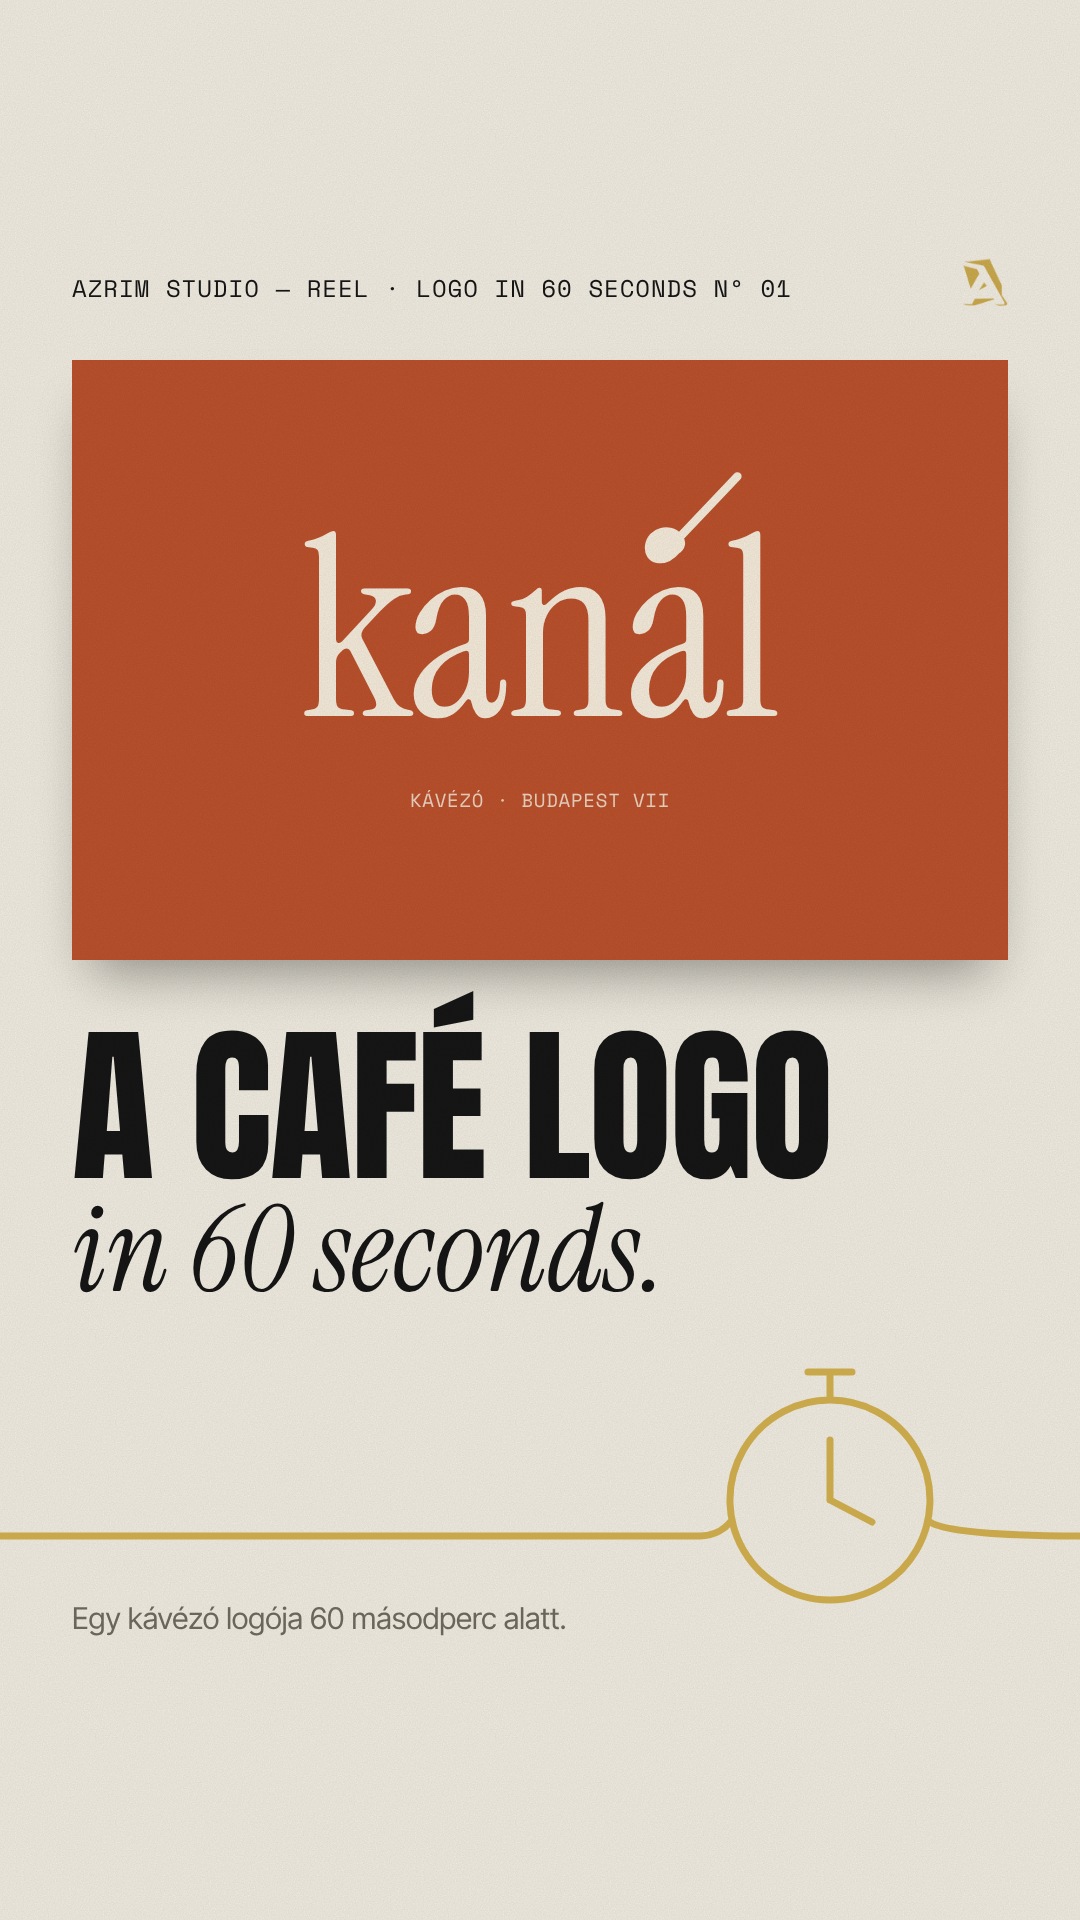 AZRIM STUDIO — REEL · LOGO IN 60 SECONDS N° 01
kanál
KÁVÉZÓ · BUDAPEST VII
A CAFÉ LOGO
in 60 seconds.
Egy kávézó logója 60 másodperc alatt.